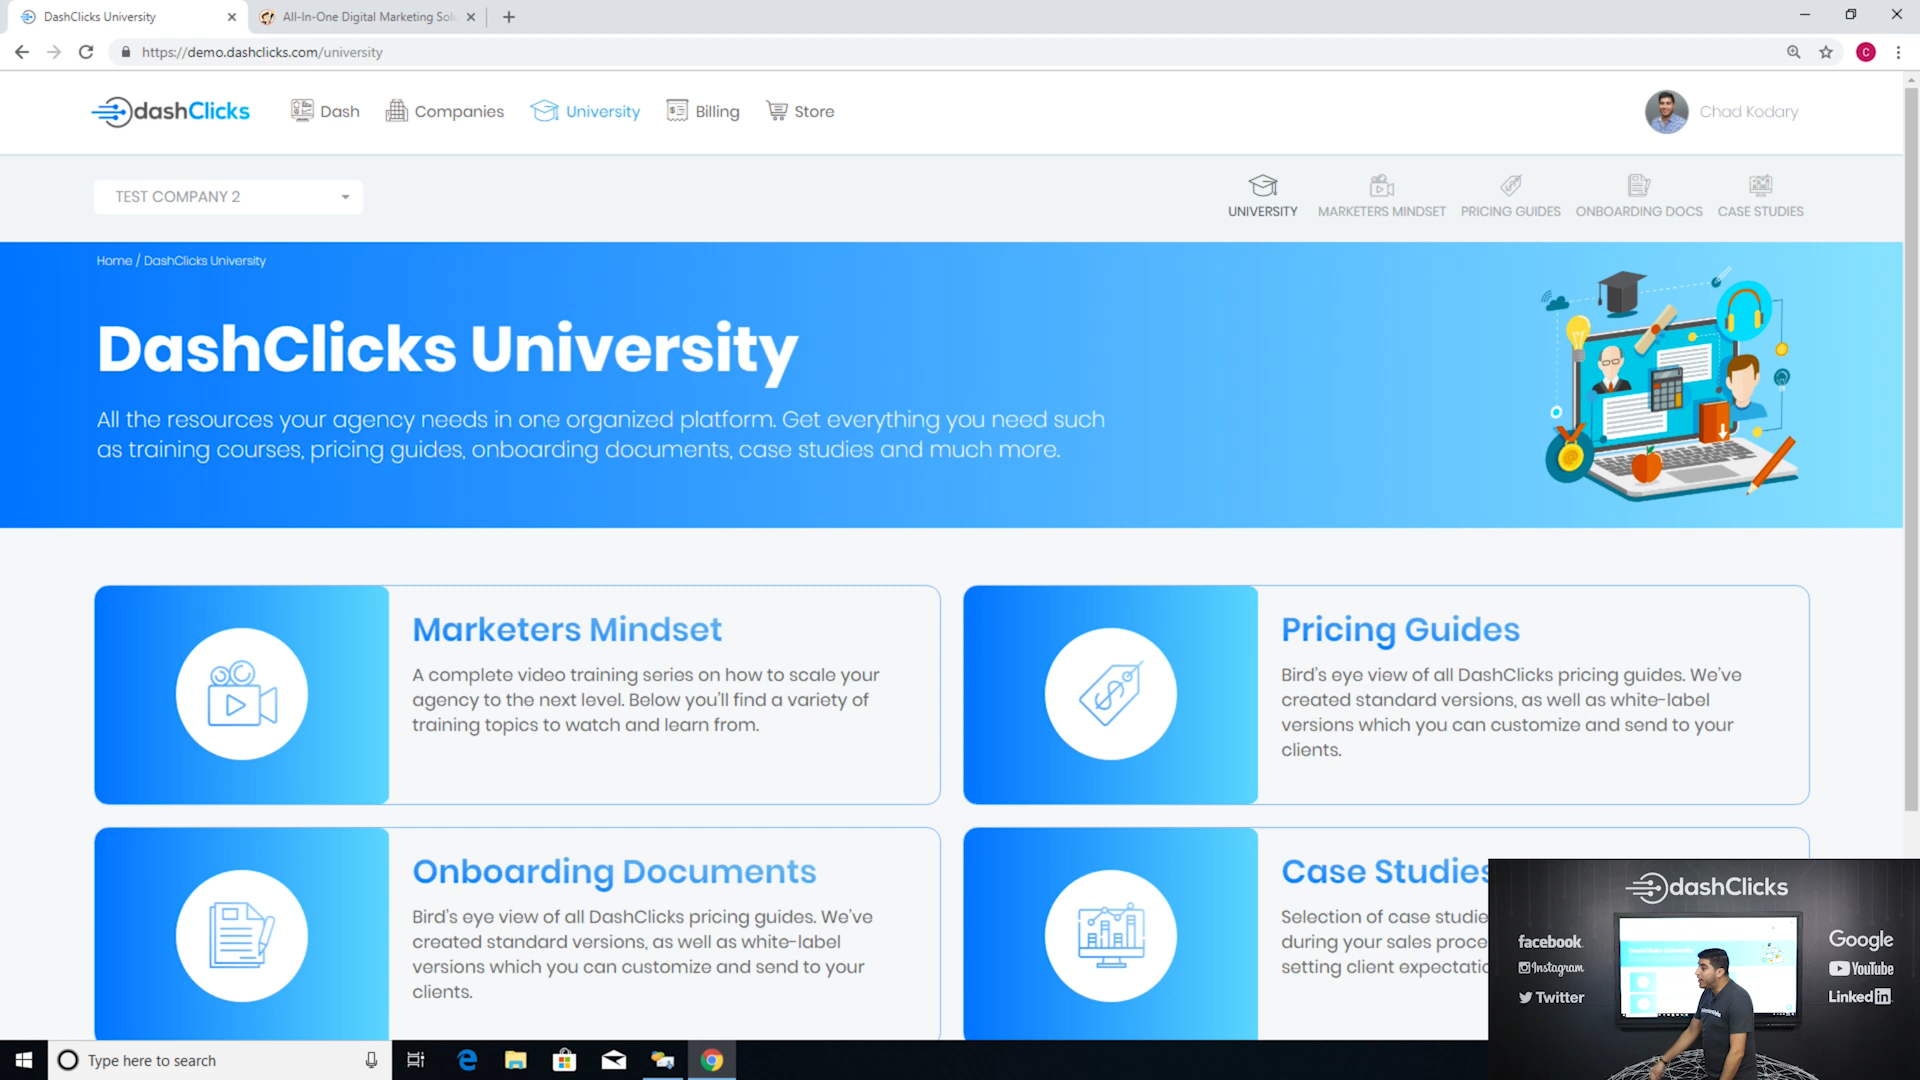 DashClicks University
All-In-One Digital Marketing Solu
https://demo.dashclicks.com/university
C
dashClicks
Dash
Companies
University
Billing
Store
Chad Kodary
TEST COMPANY 2
UNIVERSITY
MARKETERS MINDSET
PRICING GUIDES
ONBOARDING DOCS
CASE STUDIES
Home / DashClicks University
DashClicks University
All the resources your agency needs in one organized platform. Get everything you need such
as training courses, pricing guides, onboarding documents, case studies and much more.
Marketers Mindset
A complete video training series on how to scale your
agency to the next level. Below you'll find a variety of
training topics to watch and learn from.
Pricing Guides
Bird's eye view of all DashClicks pricing guides. We've
created standard versions, as well as white-label
versions which you can customize and send to your
clients.
Onboarding Documents
Bird's eye view of all DashClicks pricing guides. We've
created standard versions, as well as white-label
versions which you can customize and send to your
clients.
Case Studies
Selection of case studie
during your sales proce
setting client expectatio
dashClicks
facebook
Instagram
Twitter
Google
YouTube
Linked in
Type here to search